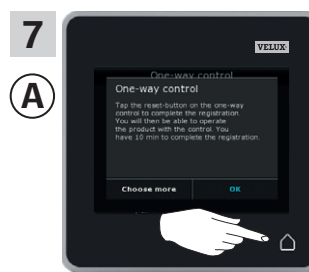 7
A
VELUX
One-way control
One-way control
Tap the reset-button on the one-way
control to complete the registration.
You will then be able to operate
the product with the control. You
have 10 min to complete the registration.
Choose more OK